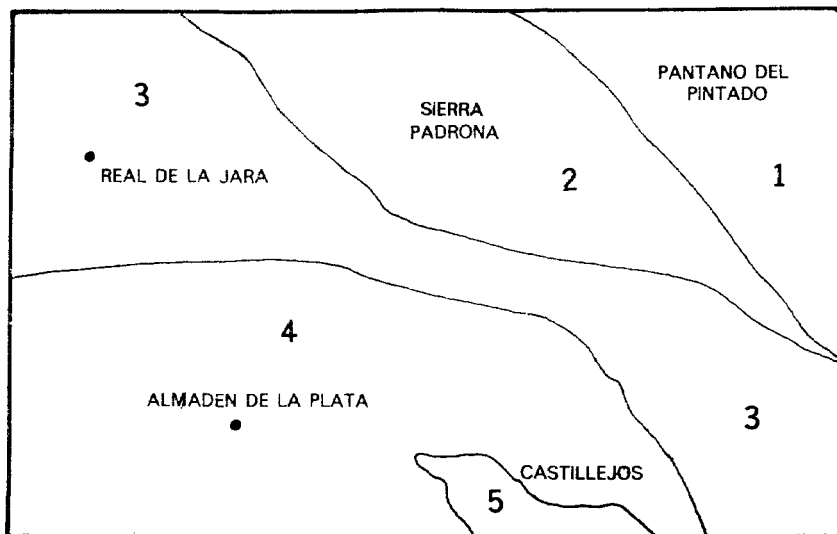 PANTANO DEL
PINTADO
3
SIERRA
PADRONA
REAL DE LA JARA
2
1
4
ALMADEN DE LA PLATA
3
CASTILLEJOS
5